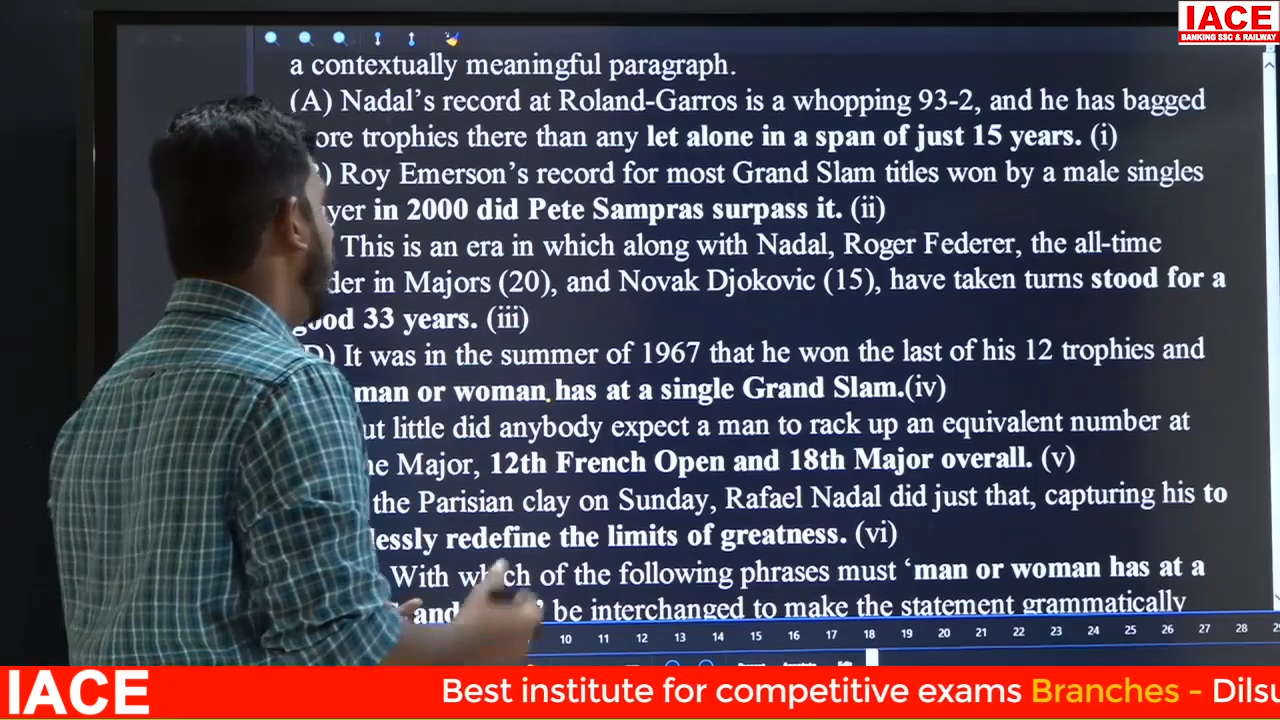 IACE
BANKING SSC & RAILWAY
a contextually meaningful paragraph.
(A) Nadal's record at Roland-Garros is a whopping 93-2, and he has bagged
ore trophies there than any let alone in a span of just 15 years. (i)
) Roy Emerson's record for most Grand Slam titles won by a male singles
yer in 2000 did Pete Sampras surpass it. (ii)
This is an era in which along with Nadal, Roger Federer, the all-time
der in Majors (20), and Novak Djokovic (15), have taken turns stood for a
good 33 years. (iii)
D) It was in the summer of 1967 that he won the last of his 12 trophies and
man or woman has at a single Grand Slam.(iv)
ut little did anybody expect a man to rack up an equivalent number at
e Major, 12th French Open and 18th Major overall. (v)
the Parisian clay on Sunday, Rafael Nadal did just that, capturing his to
lessly redefine the limits of greatness. (vi)
With which of the following phrases must 'man or woman has at a
and ' be interchanged to make the statement grammatically
10 11 12 13 14 15 16 17 18 19 20 21 22 23 24 25 26 27 28
IACE Best institute for competitive exams Branches - Dilsu